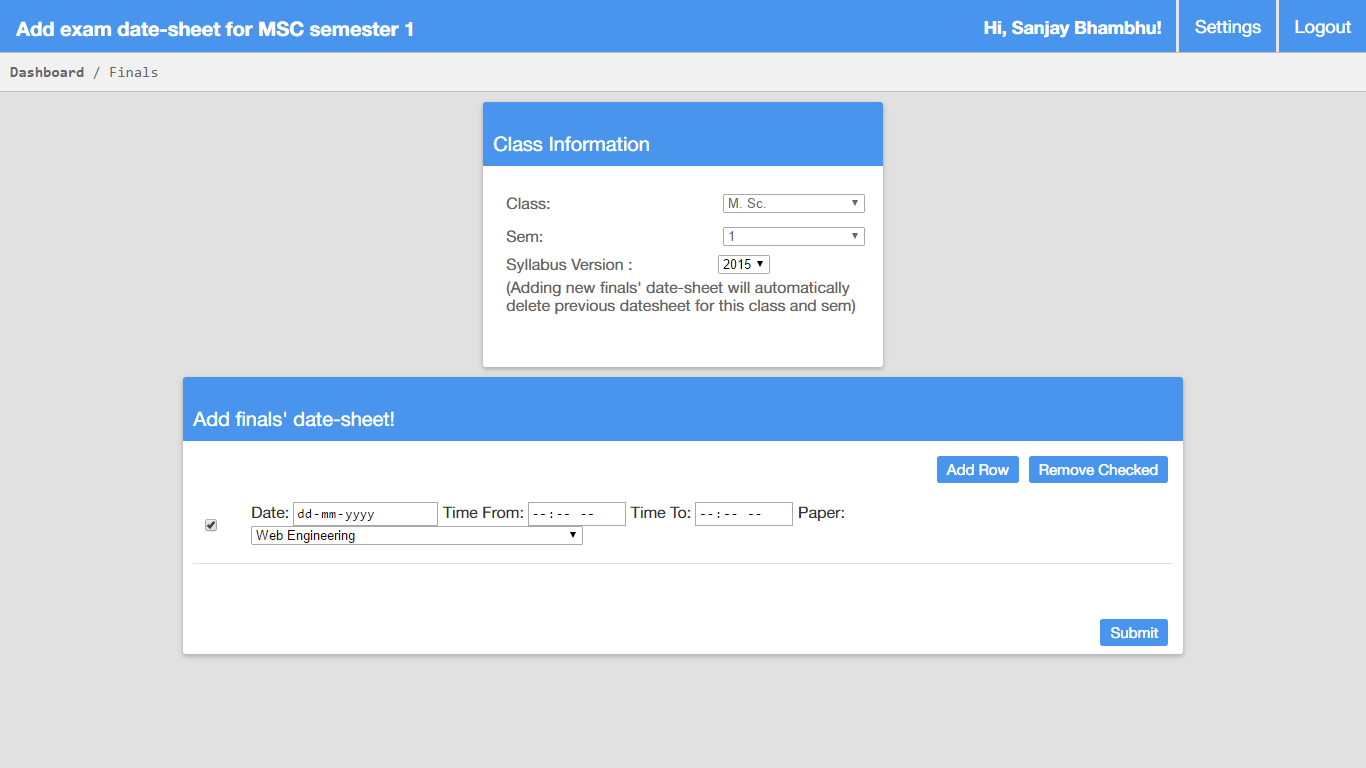 Add exam date-sheet for MSC semester 1
Hi, Sanjay Bhambhu!
Settings
Logout
Dashboard / Finals
Class Information
Class: M. Sc.
Sem: 1
Syllabus Version : 2015
(Adding new finals' date-sheet will automatically
delete previous datesheet for this class and sem)
Add finals' date-sheet!
Add Row
Remove Checked
Date: dd-mm-yyyy Time From: --:-- -- Time To: --:-- -- Paper:
Web Engineering
Submit